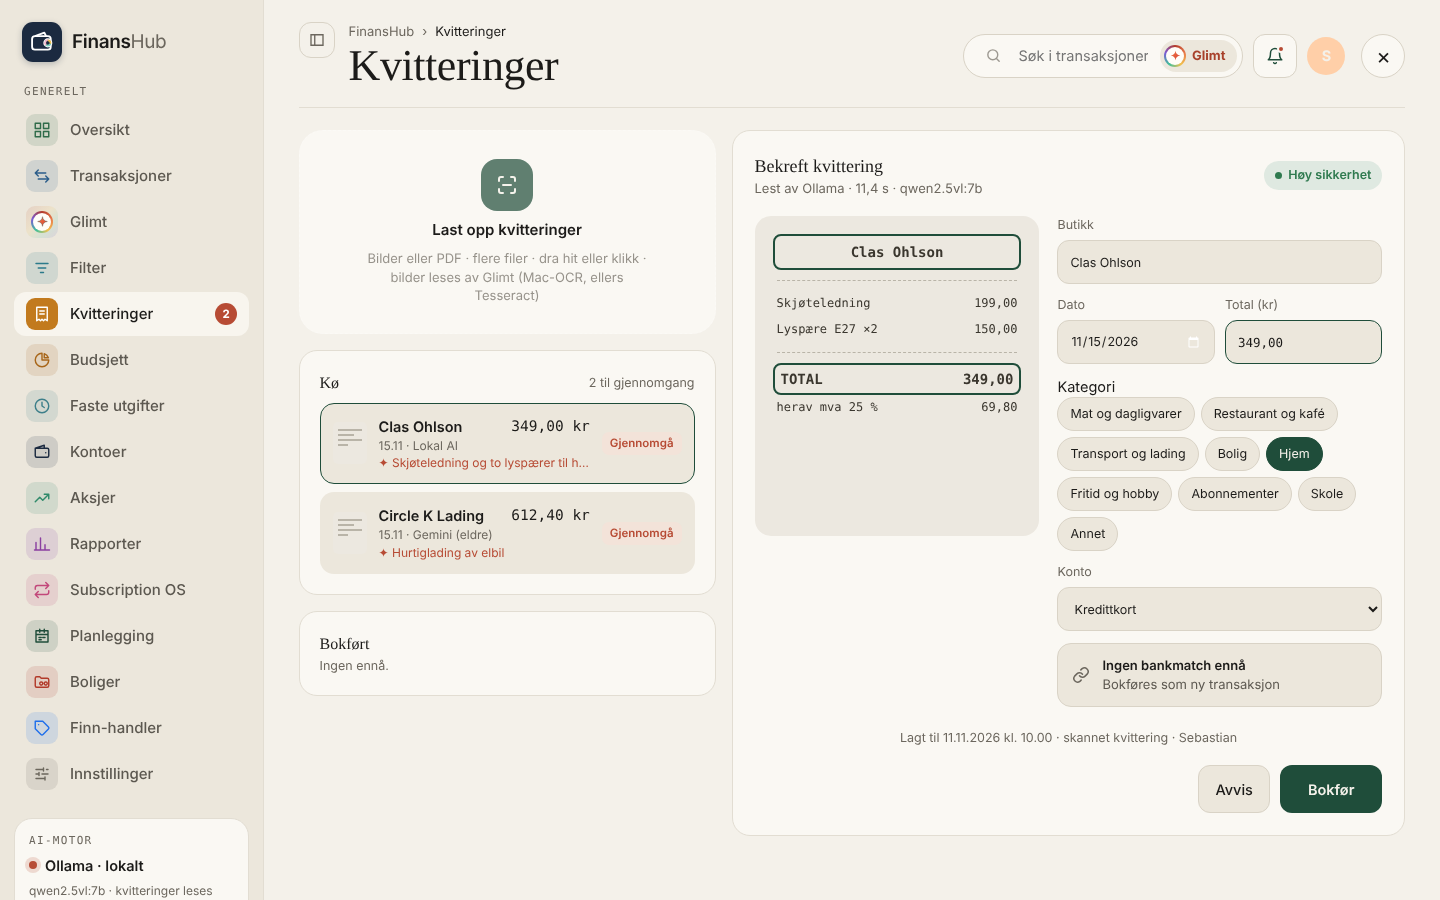 FinansHub
GENERELT
Oversikt
Transaksjoner
Glimt
Filter
Kvitteringer 2
Budsjett
Faste utgifter
Kontoer
Aksjer
Rapporter
Subscription OS
Planlegging
Boliger
Finn-handler
Innstillinger
AI-MOTOR
Ollama · lokalt
qwen2.5vl:7b · kvitteringer leses
FinansHub › Kvitteringer
Kvitteringer
Søk i transaksjoner Glimt
S
Last opp kvitteringer
Bilder eller PDF · flere filer · dra hit eller klikk ·
bilder leses av Glimt (Mac-OCR, ellers
Tesseract)
Kø 2 til gjennomgang
Clas Ohlson 349,00 kr
15.11 · Lokal AI
✦ Skjøteledning og to lyspærer til h…
Gjennomgå
Circle K Lading 612,40 kr
15.11 · Gemini (eldre)
✦ Hurtiglading av elbil
Gjennomgå
Bokført
Ingen ennå.
Bekreft kvittering
Lest av Ollama · 11,4 s · qwen2.5vl:7b
Høy sikkerhet
Clas Ohlson
Skjøteledning 199,00
Lyspære E27 ×2 150,00
TOTAL 349,00
herav mva 25 % 69,80
Butikk
Clas Ohlson
Dato Total (kr)
11/15/2026 349,00
Kategori
Mat og dagligvarer Restaurant og kafé
Transport og lading Bolig Hjem
Fritid og hobby Abonnementer Skole
Annet
Konto
Kredittkort
Ingen bankmatch ennå
Bokføres som ny transaksjon
Lagt til 11.11.2026 kl. 10.00 · skannet kvittering · Sebastian
Avvis Bokfør